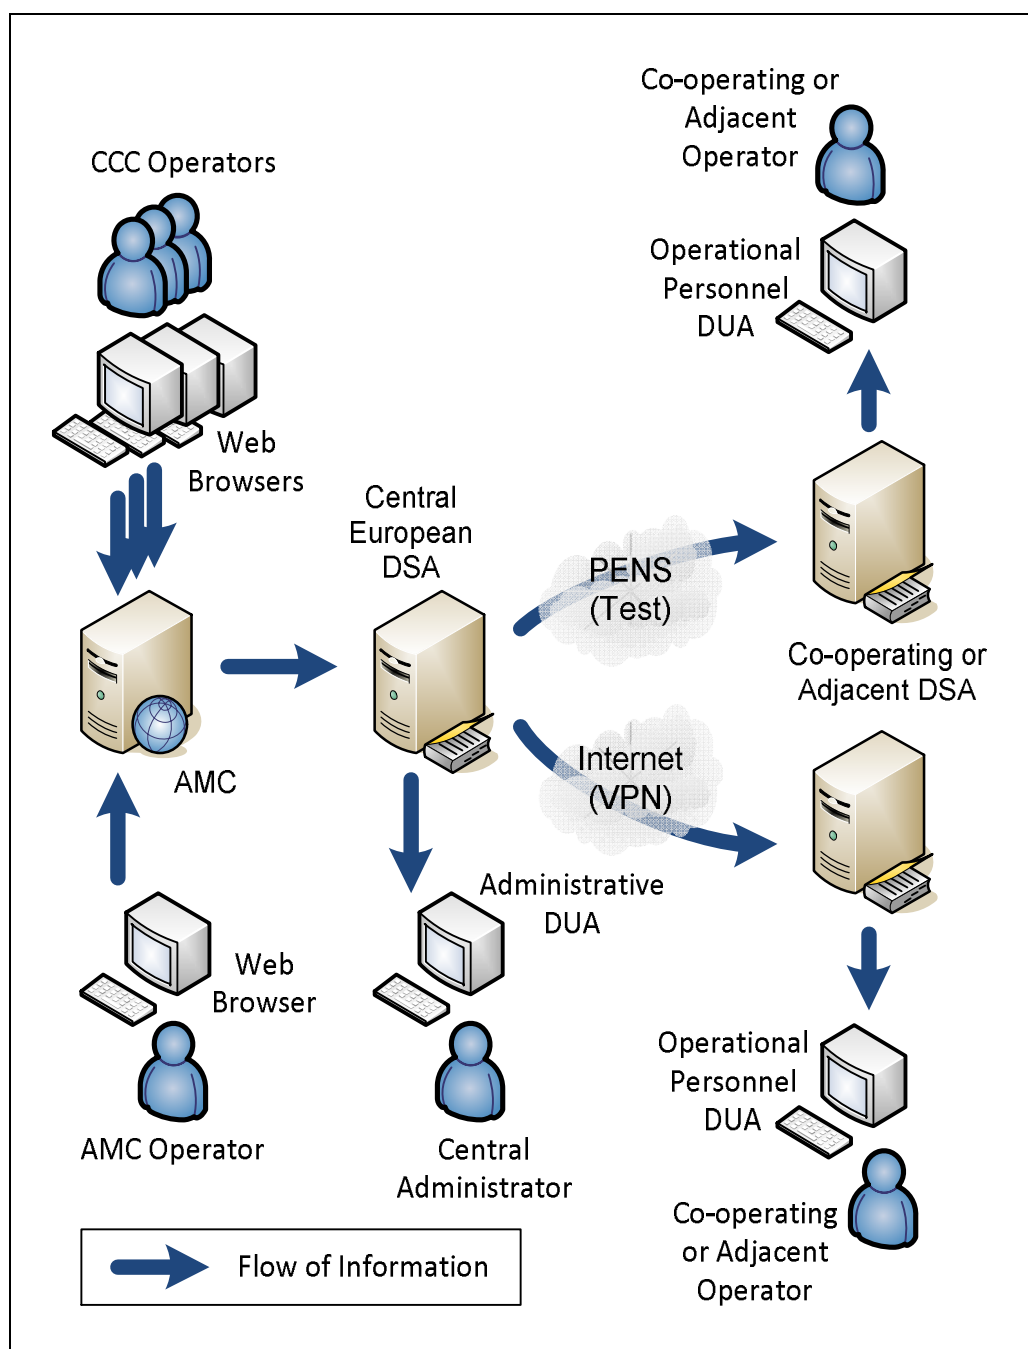 Co-operating or
Adjacent
Operator
CCC Operators
Operational
Personnel
DUA
Web
Browsers
Central
European
DSA
PENS
(Test)
Co-operating or
Adjacent DSA
AMC
Internet
(VPN)
Administrative
DUA
Web
Browser
Operational
Personnel
DUA
AMC Operator
Central
Administrator
Co-operating
or Adjacent
Operator
Flow of Information